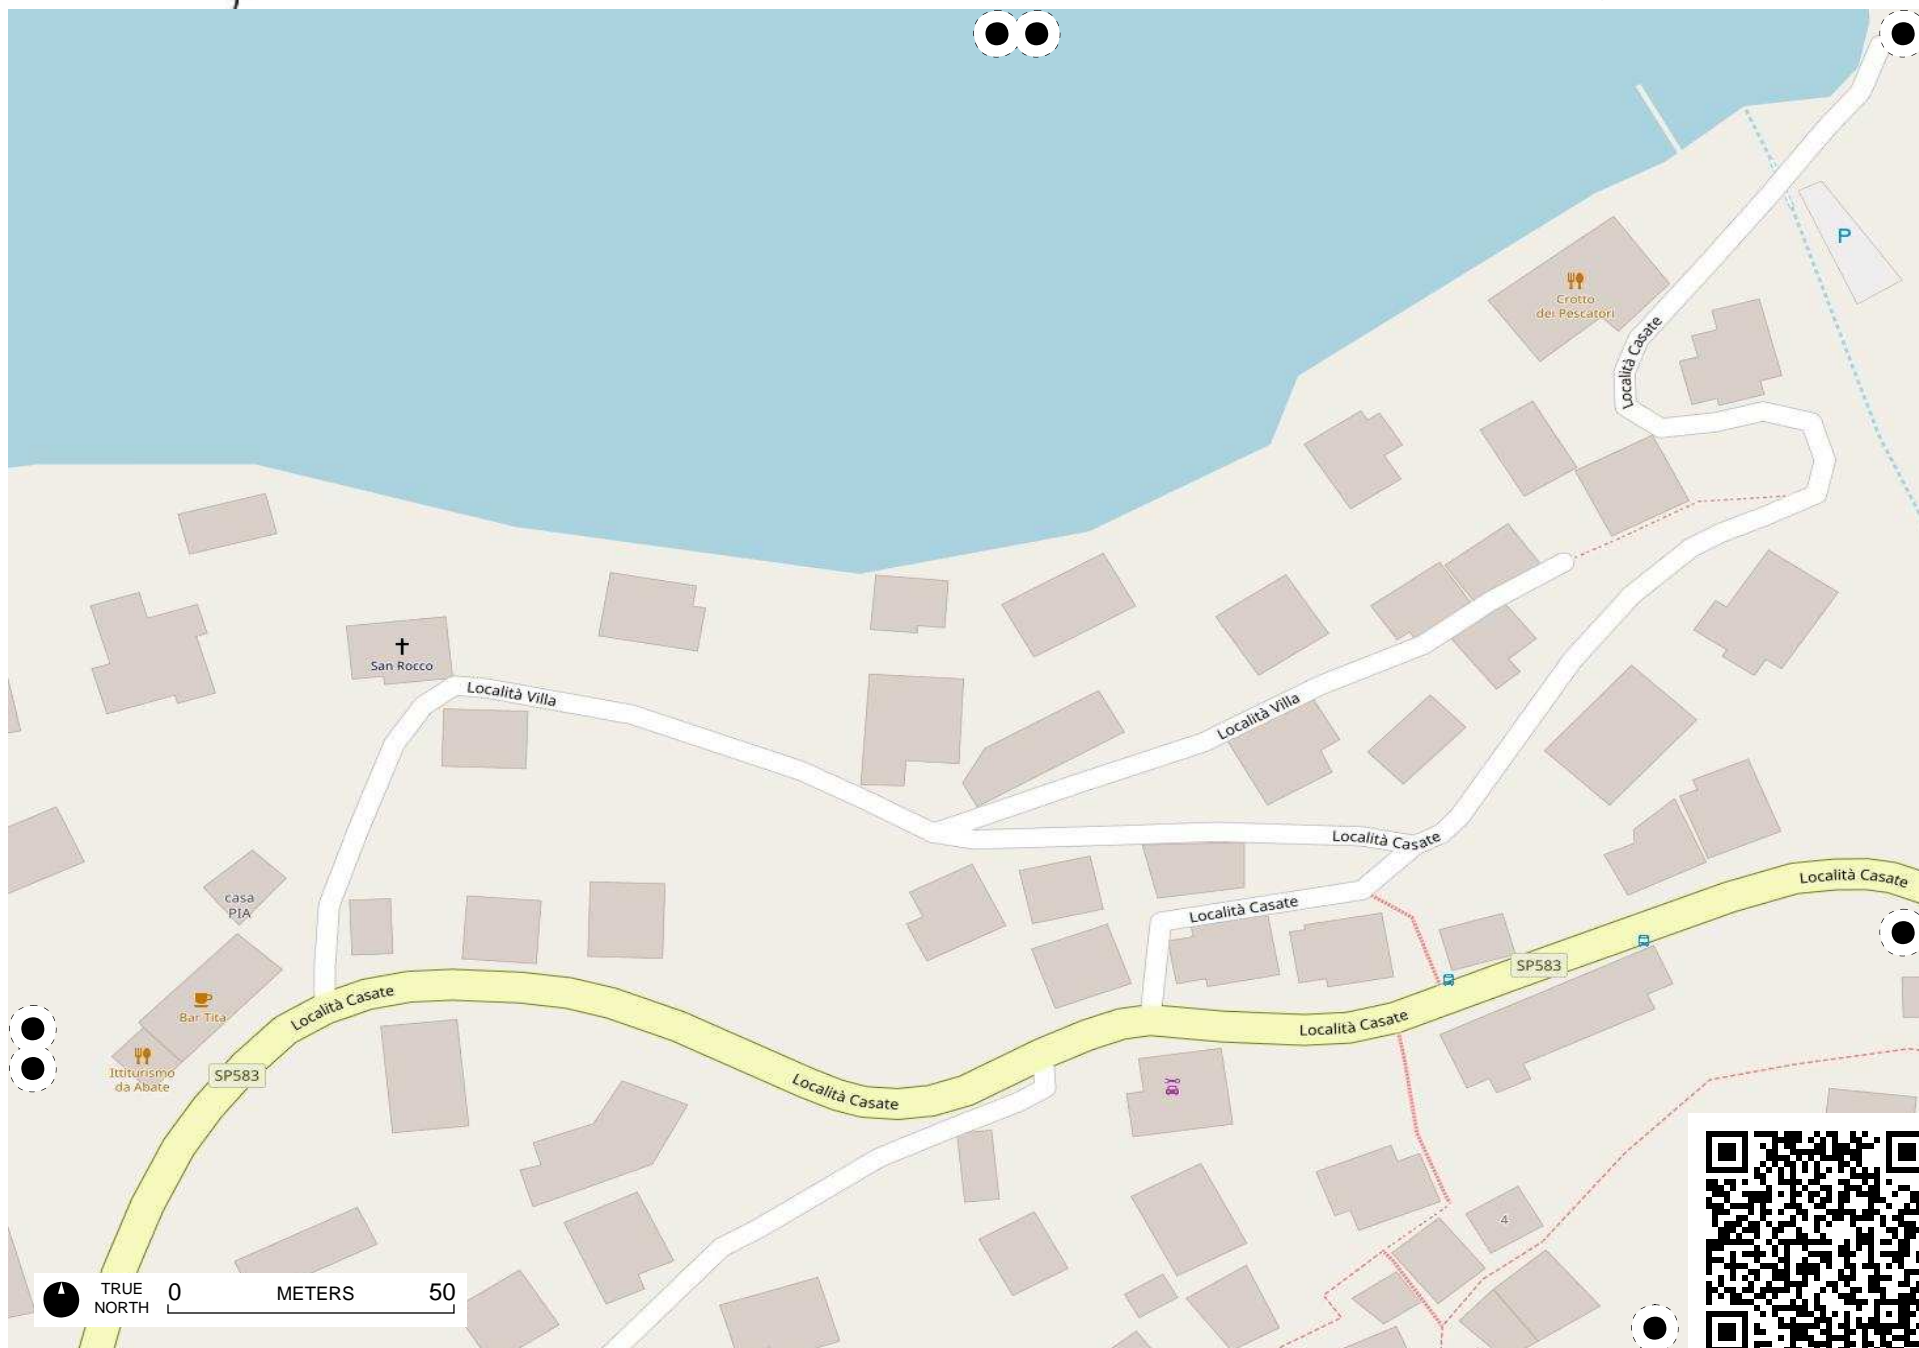 P
Crotto
dei Pescatori
Località Casate
San Rocco
Località Villa
Località Villa
Località Casate
Località Casate
Località Casate
casa
PIA
SP583
Bar Tita
Località Casate
Località Casate
Ittiturismo
da Abate
SP583
Località Casate
4
TRUE
NORTH
0 METERS 50